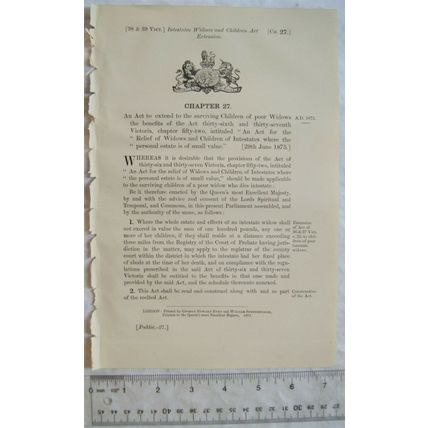 [38 & 39 VICT.] Intestates Widows and Children Act [CH. 27.]
Extension.
CHAPTER 27.
An Act to extend to the surviving Children of poor Widows A.D. 1875.
the benefits of the Act thirty-sixth and thirty-seventh
Victoria, chapter fifty-two, intituled "An Act for the
"Relief of Widows and Children of Intestates where the
"personal estate is of small value." [29th June 1875.]
WHEREAS it is desirable that the provisions of the Act of
thirty-six and thirty-seven Victoria, chapter fifty-two, intituled
"An Act for the relief of Widows and Children of Intestates where
"the personal estate is of small value," should be made applicable
to the surviving children of a poor widow who dies intestate:
Be it therefore enacted by the Queen's most Excellent Majesty,
by and with the advice and consent of the Lords Spiritual and
Temporal, and Commons, in this present Parliament assembled, and
by the authority of the same, as follows:
1. Where the whole estate and effects of an intestate widow shall Extension
not exceed in value the sum of one hundred pounds, any one or of Act of
more of her children, if they shall reside at a distance exceeding
three miles from the Registry of the Court of Probate having juris-
diction in the matter, may apply to the registrar of the county
court within the district in which the intestate had her fixed place
of abode at the time of her death, and on compliance with the regu-
lations prescribed in the said Act of thirty-six and thirty-seven
Victoria shall be entitled to the benefits in that case made and
provided by the said Act, and the schedule thereunto annexed.
2. This Act shall be read and construed along with and as part Construction
of the recited Act. of the Act.
LONDON: Printed by GEORGE EDWARD EYRE and WILLIAM SPOTTISWOODE,
Printers to the Queen's most Excellent Majesty. 1875.
[Public.-27.]
1 2 3 4 5 6 7